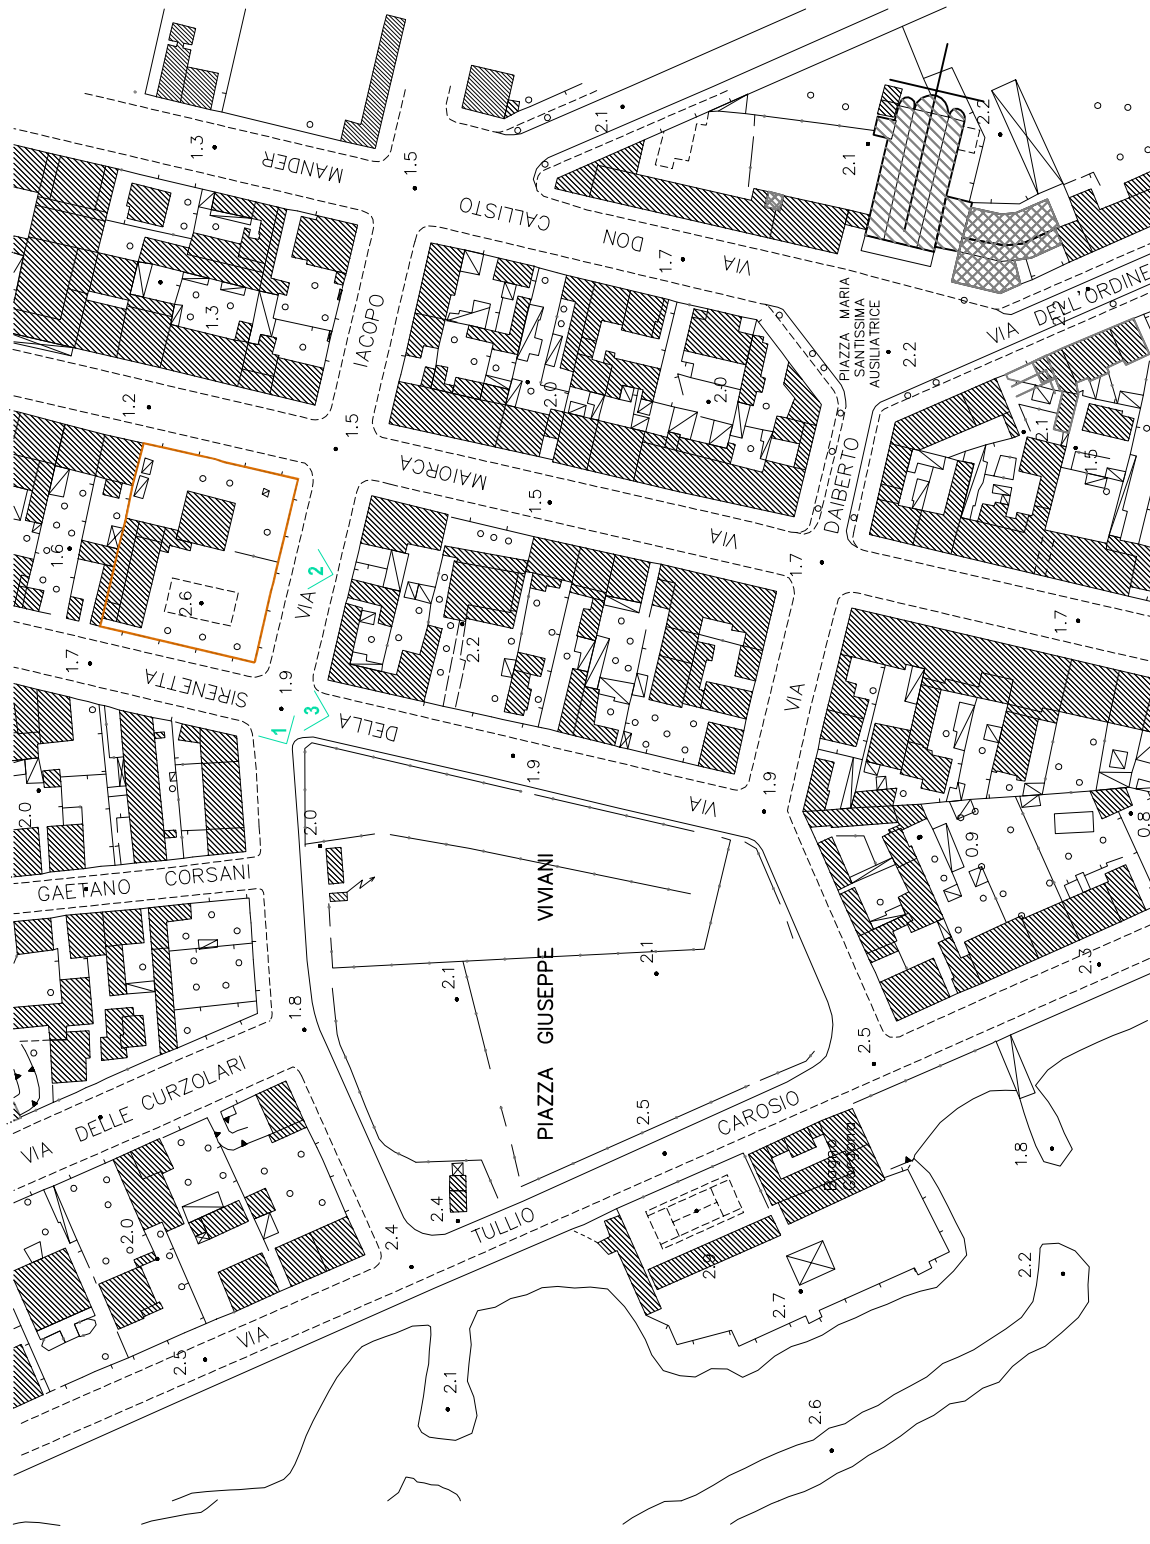 MANDER
1.3
1.5
2.1
2.2
2.1
CALLISTO
DON
VIA
1.7
1.3
IACOPO
PIAZZA MARIA
SANTISSIMA
AUSILIATRICE
2.2
VIA DELL'ORDINE
1.2
1.5
2.0
2.0
MAIORCA
1.5
VIA
DAIBERTO
2.1
1.5
1.6
2.6
VIA
2
1.7
1.7
2.2
1.7
SIRENETTA
1.9
1
3
DELLA
1.9
VIA
VIA
1.9
2.0
2.0
0.9
0.8
GAETANO CORSANI
PIAZZA GIUSEPPE VIVIANI
2.1
2.1
2.3
1.8
2.5
VIA DELLE CURZOLARI
2.5
CAROSIO
1.8
Bagno
2.0
2.4
TULLIO
2.4
2.9
2.7
2.2
VIA
2.5
2.1
2.6